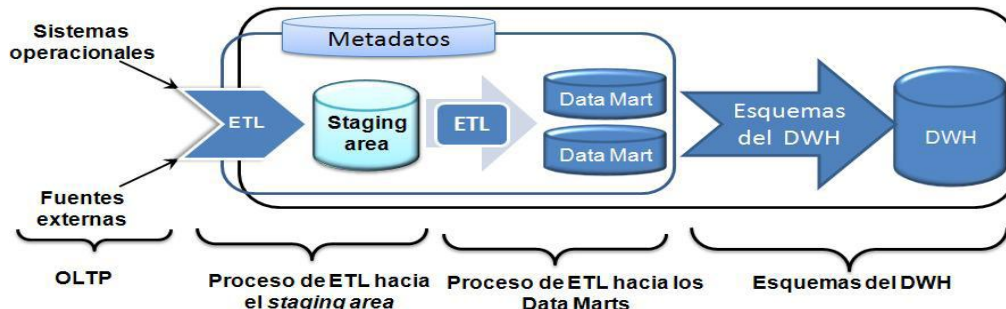 Sistemas
operacionales
Metadatos
ETL
Staging
area
ETL
Data Mart
Data Mart
Esquemas
del DWH
DWH
Fuentes
externas
OLTP
Proceso de ETL hacia
el staging area
Proceso de ETL hacia los
Data Marts
Esquemas del DWH